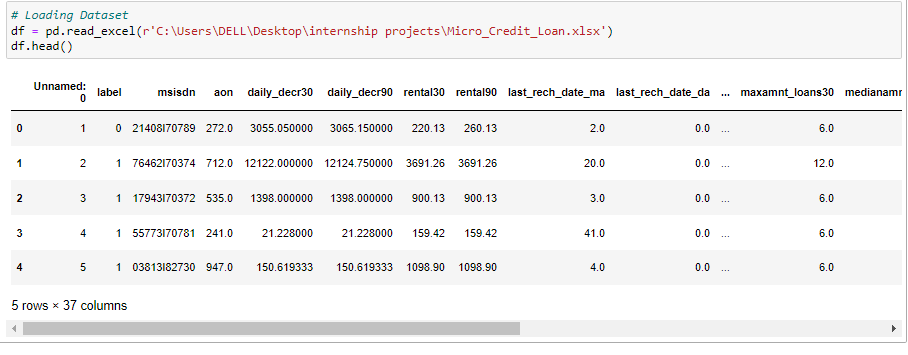 # Loading Dataset
df = pd.read_excel(r'C:\Users\DELL\Desktop\internship projects\Micro_Credit_Loan.xlsx')
df.head()
Unnamed: 0 label msisdn aon daily_decr30 daily_decr90 rental30 rental90 last_rech_date_ma last_rech_date_da ... maxamnt_loans30 medianamr
0 1 0 21408I70789 272.0 3055.050000 3065.150000 220.13 260.13 2.0 0.0 ... 6.0
1 2 1 76462I70374 712.0 12122.000000 12124.750000 3691.26 3691.26 20.0 0.0 ... 12.0
2 3 1 17943I70372 535.0 1398.000000 1398.000000 900.13 900.13 3.0 0.0 ... 6.0
3 4 1 55773I70781 241.0 21.228000 21.228000 159.42 159.42 41.0 0.0 ... 6.0
4 5 1 03813I82730 947.0 150.619333 150.619333 1098.90 1098.90 4.0 0.0 ... 6.0
5 rows × 37 columns